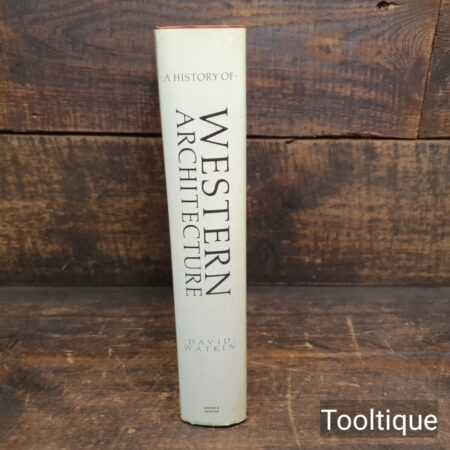 A HISTORY OF
WESTERN
ARCHITECTURE
DAVID
WATKIN
Tooltique